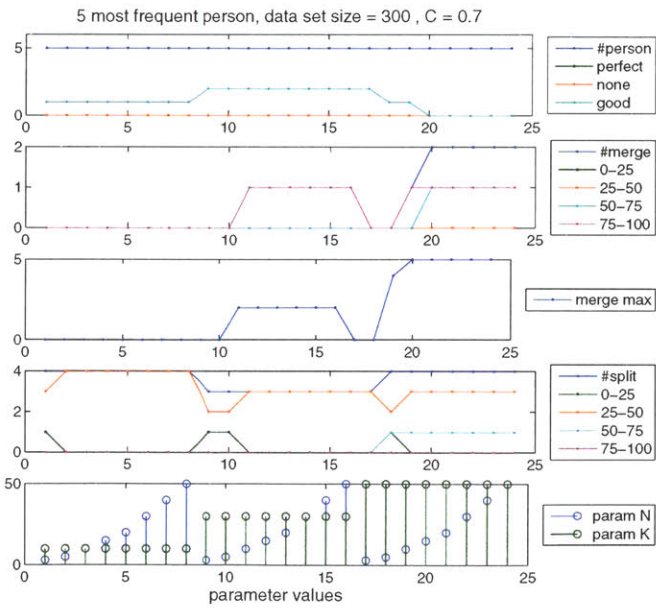 5 most frequent person, data set size = 300 , C = 0.7
5
0
0 5 10 15 20 25
#person
perfect
none
good
2
1
0
0 5 10 15 20 25
#merge
0-25
25-50
50-75
75-100
5
0
0 5 10 15 20 25
merge max
4
2
0
0 5 10 15 20 25
#split
0-25
25-50
50-75
75-100
50
0
0 5 10 15 20 25
param N
param K
parameter values